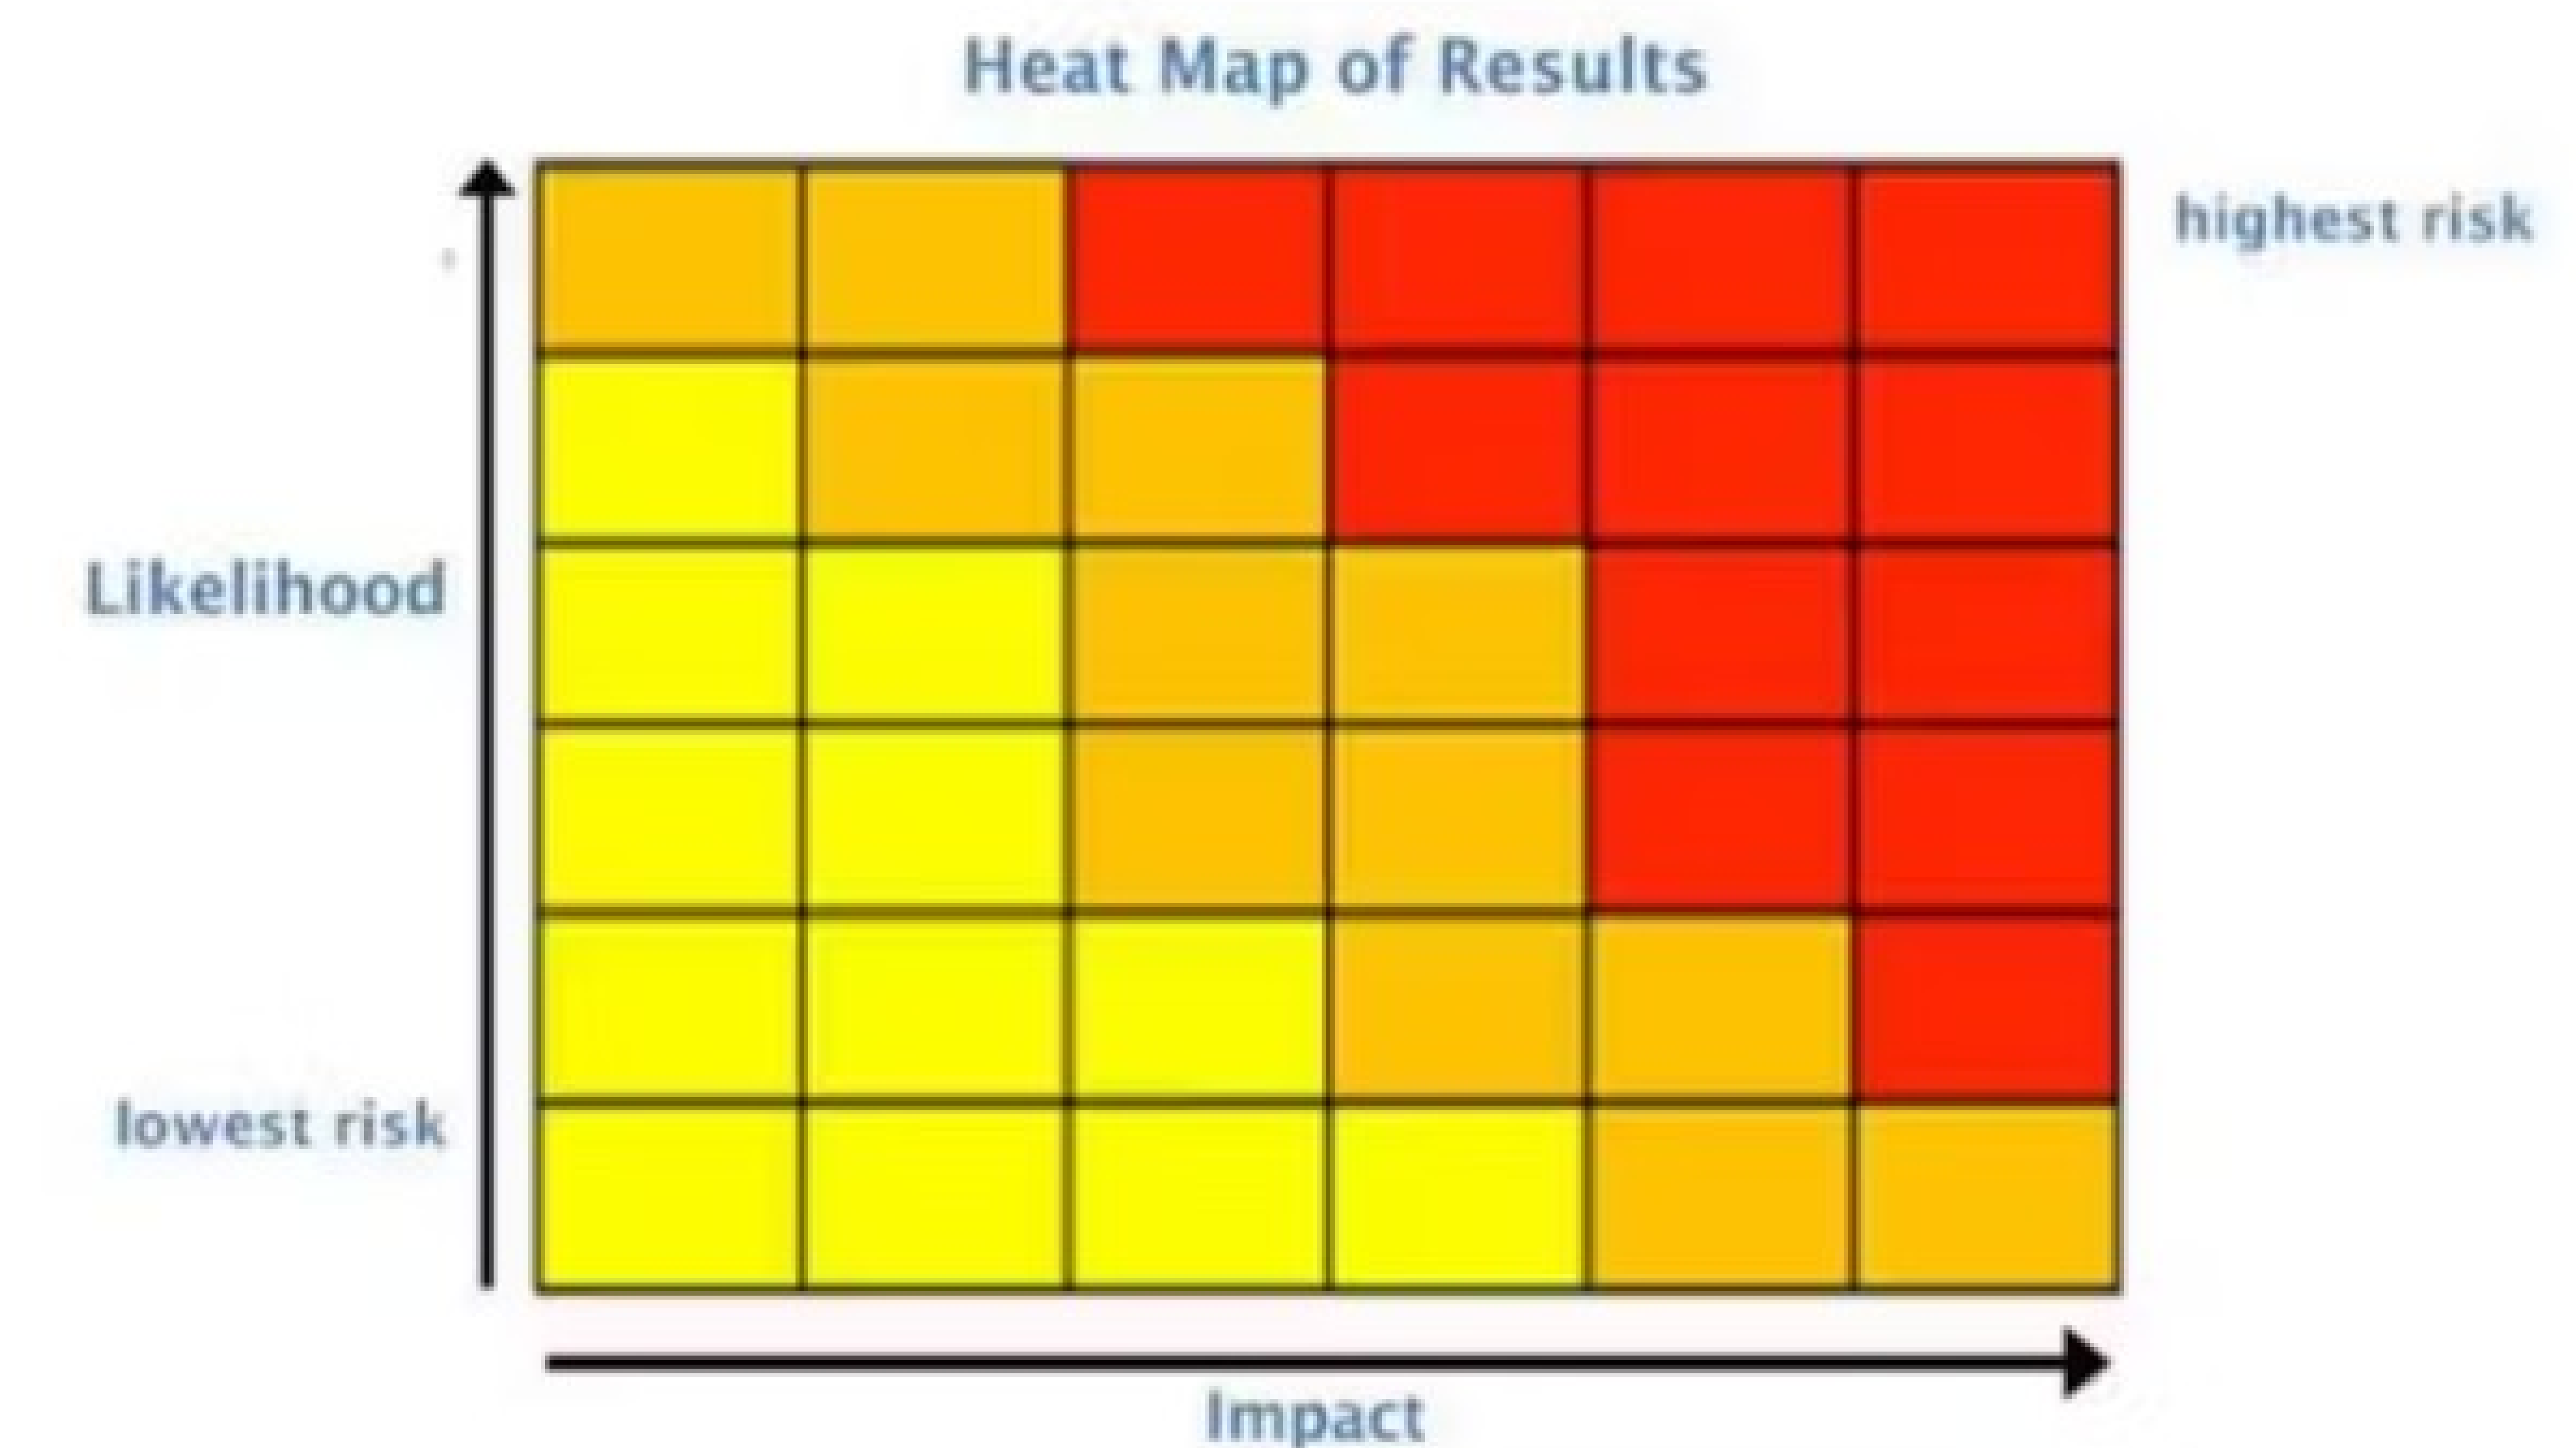 Heat Map of Results
highest risk
Likelihood
lowest risk
Impact